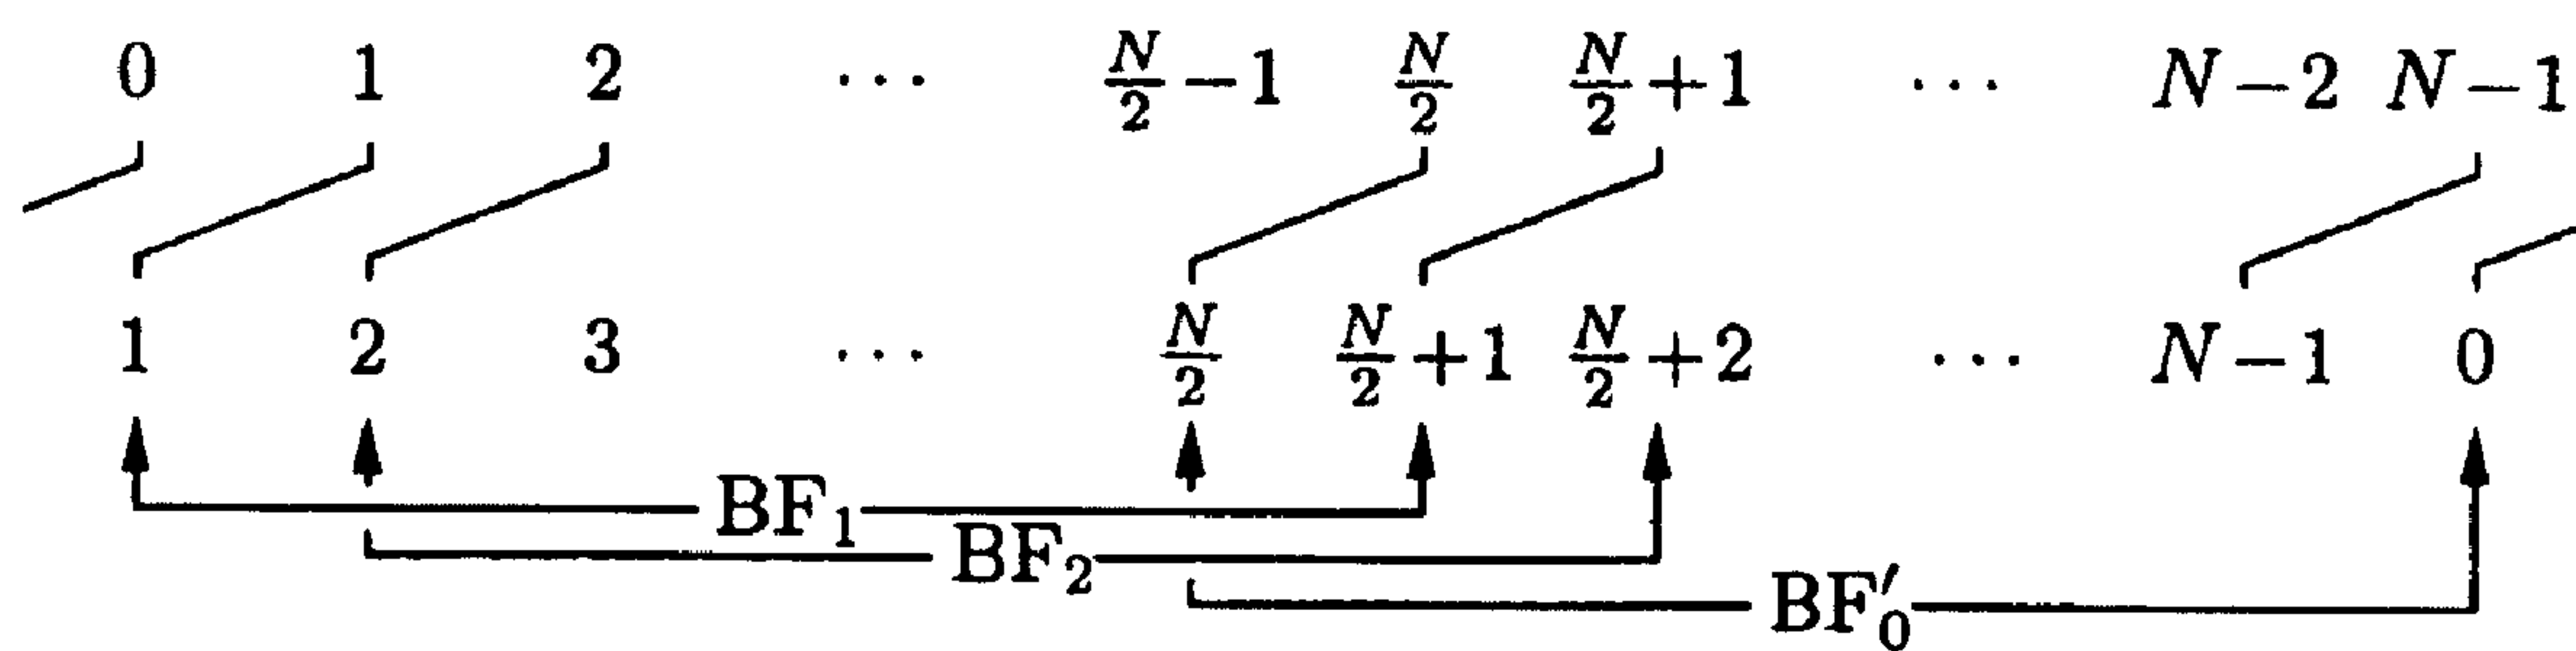 0 1 2 ⋯ N/2−1 N/2 N/2+1 ⋯ N−2 N−1
1 2 3 ⋯ N/2 N/2+1 N/2+2 ⋯ N−1 0
BF₁
BF₂
BF′₀